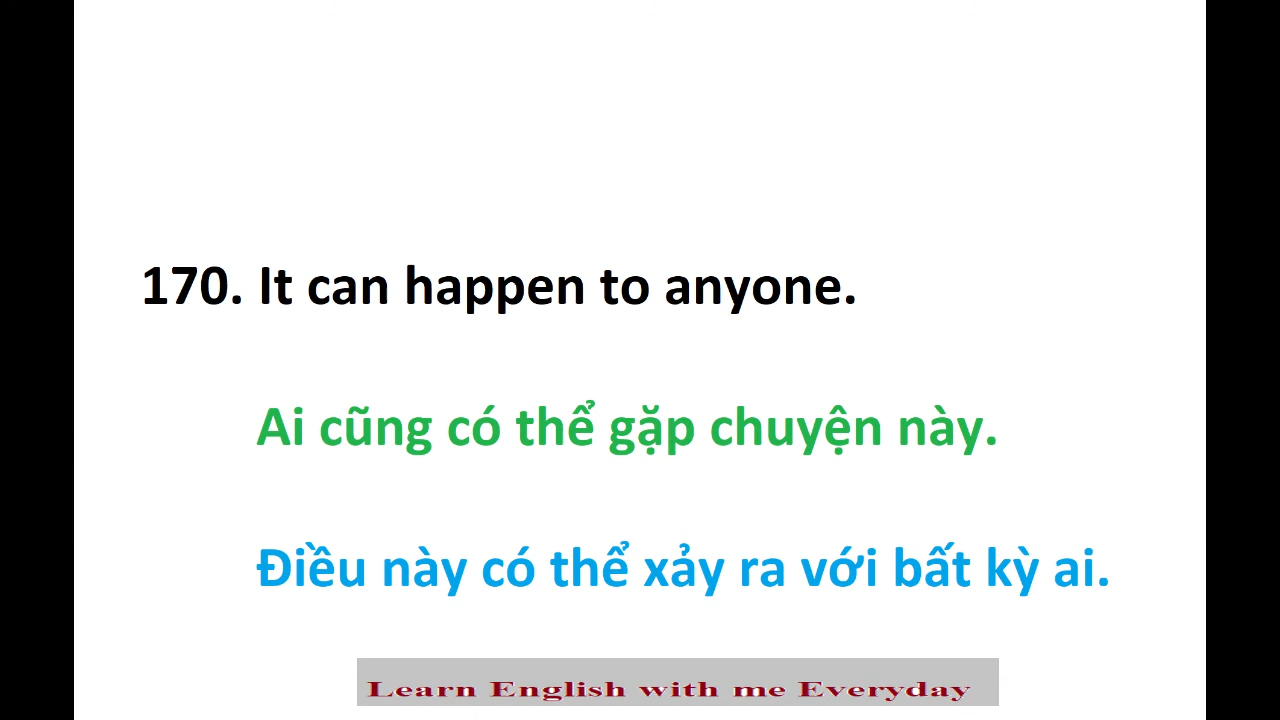 170. It can happen to anyone.
Ai cũng có thể gặp chuyện này.
Điều này có thể xảy ra với bất kỳ ai.
Learn English with me Everyday